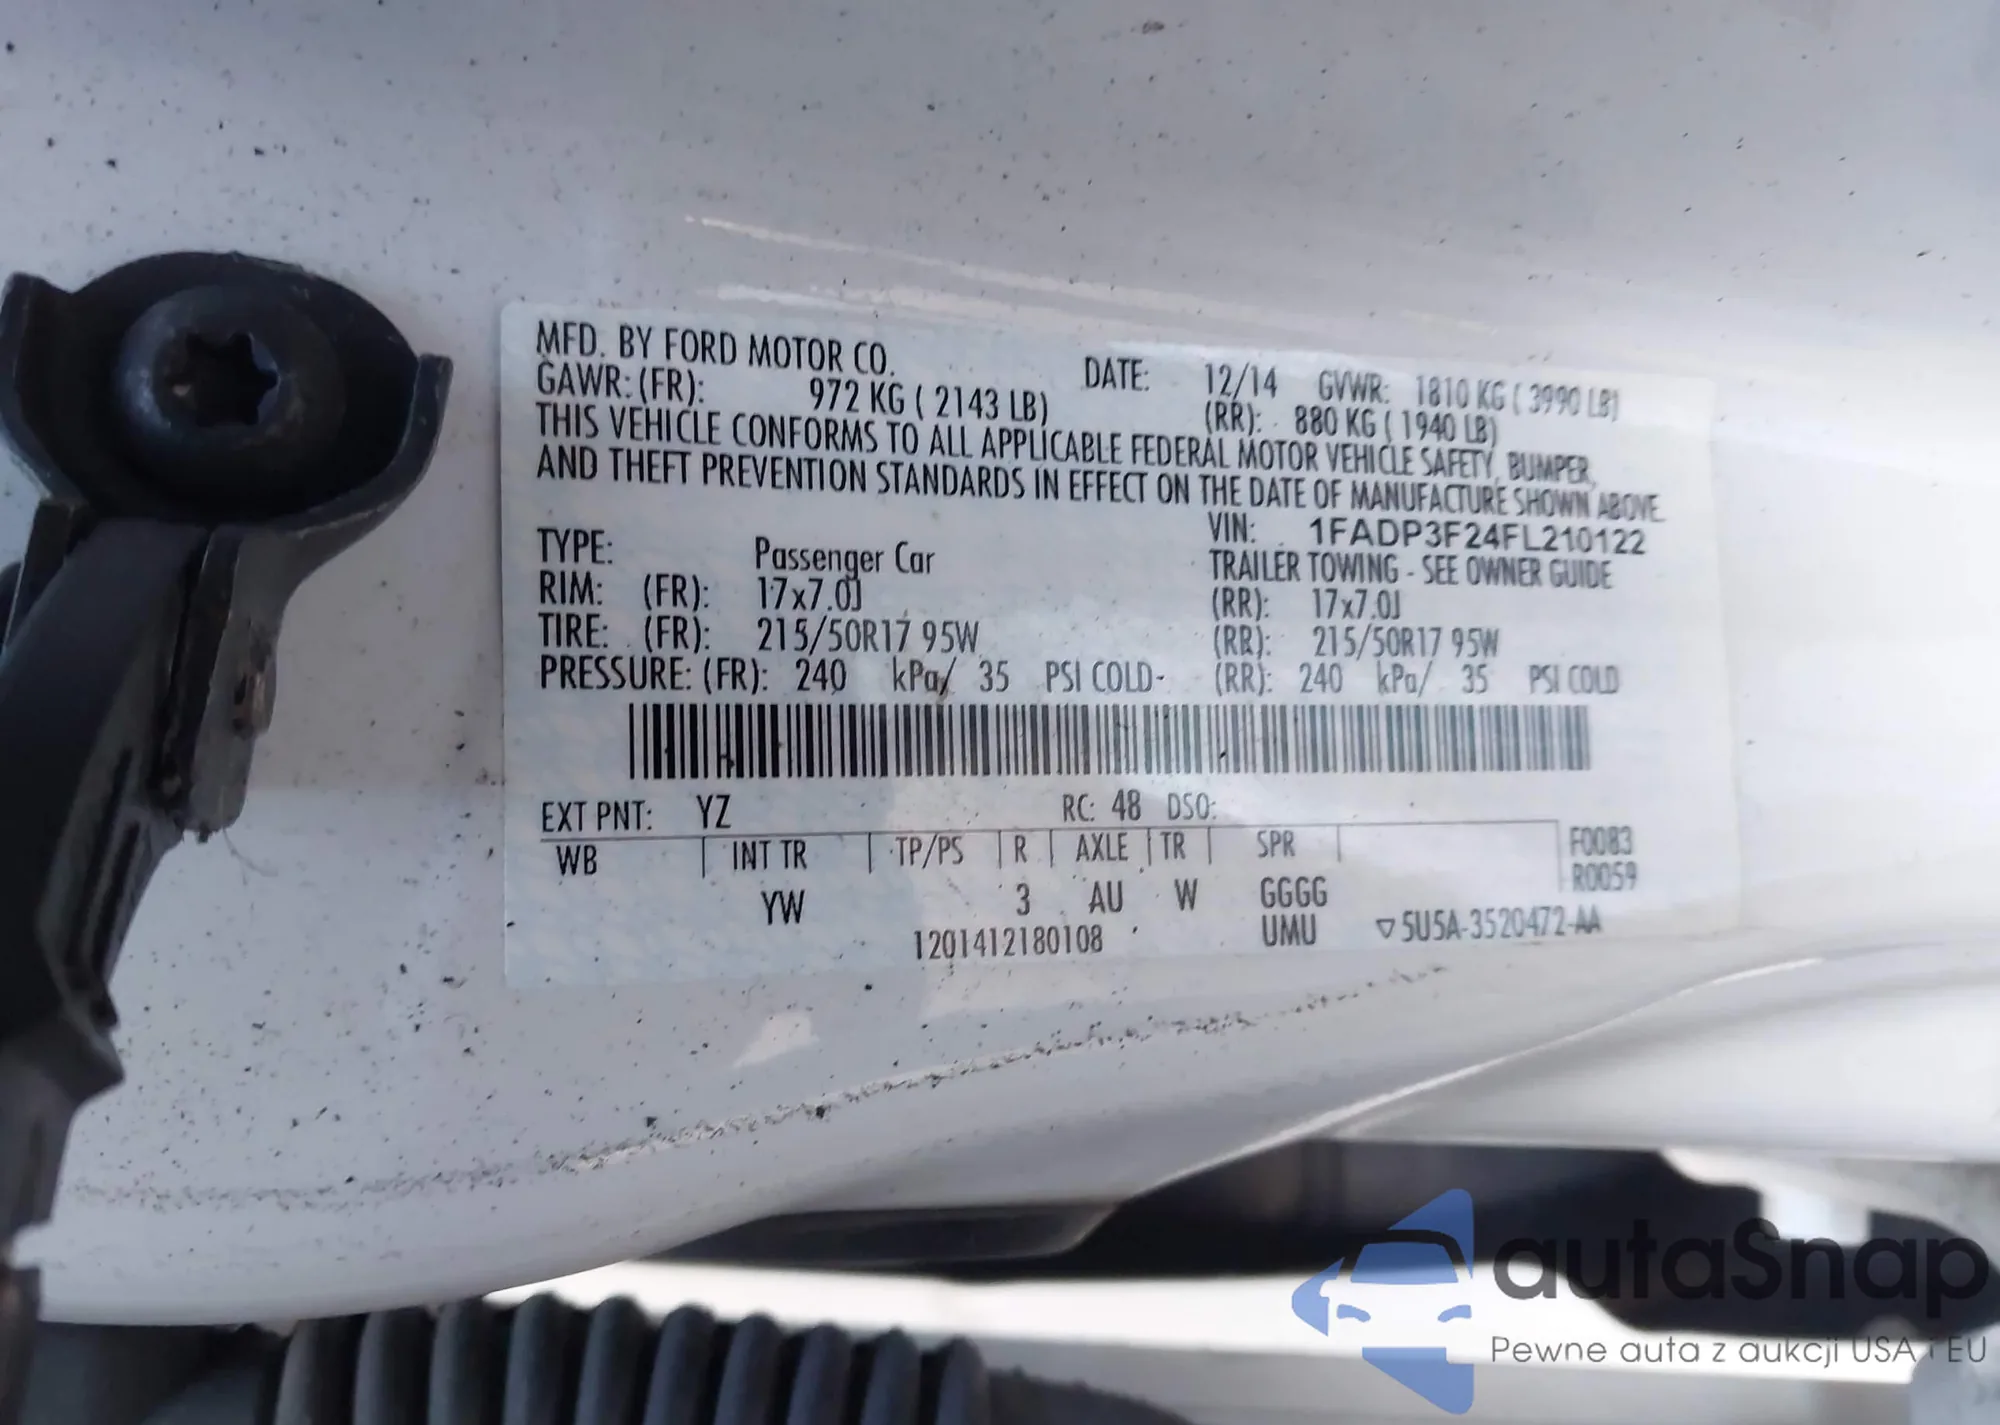 MFD. BY FORD MOTOR CO. DATE: 12/14 GVWR: 1810 KG ( 3990 LB)
GAWR: (FR): 972 KG ( 2143 LB) (RR): 880 KG ( 1940 LB)
THIS VEHICLE CONFORMS TO ALL APPLICABLE FEDERAL MOTOR VEHICLE SAFETY, BUMPER,
AND THEFT PREVENTION STANDARDS IN EFFECT ON THE DATE OF MANUFACTURE SHOWN ABOVE.
VIN: 1FADP3F24FL210122
TYPE: Passenger Car TRAILER TOWING - SEE OWNER GUIDE
RIM: (FR): 17x7.0J (RR): 17x7.0J
TIRE: (FR): 215/50R17 95W (RR): 215/50R17 95W
PRESSURE: (FR): 240 kPa/ 35 PSI COLD (RR): 240 kPa/ 35 PSI COLD
EXT PNT: YZ RC: 48 DSO:
WB INT TR TP/PS R AXLE TR SPR F0083
R0059
YW 3 AU W GGGG
1201412180108 UMU ▽5U5A-3520472-AA
autaSnap
Pewne auta z aukcji USA i EU